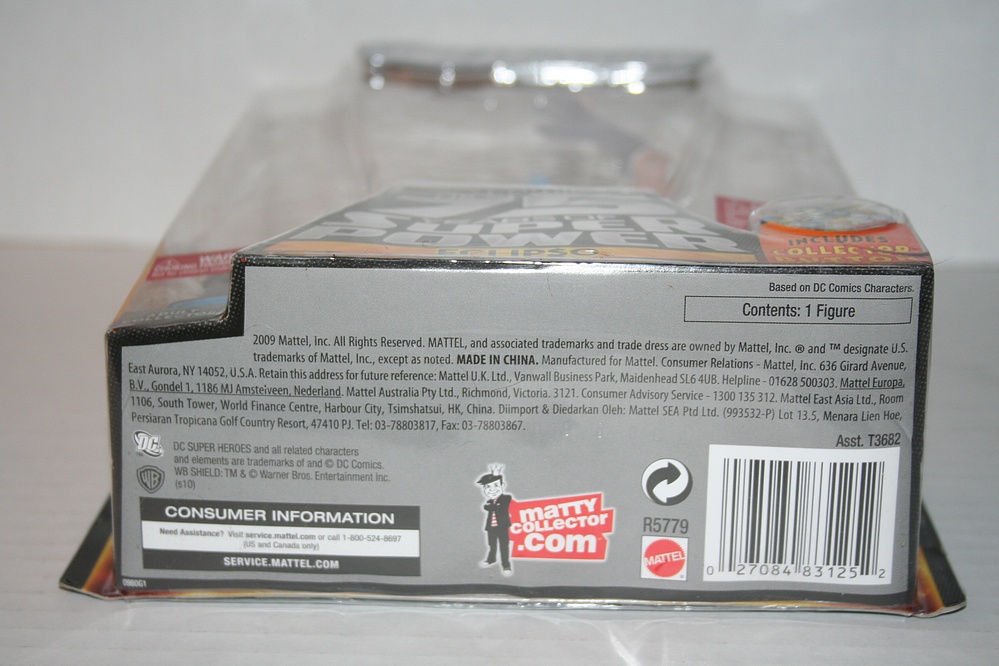 SUPER
POWER
ECLIPSO
INCLUDES
COLLECTOR
Based on DC Comics Characters.
Contents: 1 Figure
2009 Mattel, Inc. All Rights Reserved. MATTEL, and associated trademarks and trade dress are owned by Mattel, Inc. ® and ™ designate U.S.
trademarks of Mattel, Inc., except as noted. MADE IN CHINA. Manufactured for Mattel. Consumer Relations - Mattel, Inc. 636 Girard Avenue,
East Aurora, NY 14052, U.S.A. Retain this address for future reference: Mattel U.K. Ltd., Vanwall Business Park, Maidenhead SL6 4UB. Helpline - 01628 500303. Mattel Europa,
B.V., Gondel 1, 1186 MJ Amstelveen, Nederland. Mattel Australia Pty Ltd., Richmond, Victoria. 3121. Consumer Advisory Service - 1300 135 312. Mattel East Asia Ltd., Room
1106, South Tower, World Finance Centre, Harbour City, Tsimshatsui, HK, China. Diimport & Diedarkan Oleh: Mattel SEA Ptd Ltd. (993532-P) Lot 13.5, Menara Lien Hoe,
Persiaran Tropicana Golf Country Resort, 47410 PJ. Tel: 03-78803817, Fax: 03-78803867.
Asst. T3682
DC
DC SUPER HEROES and all related characters
and elements are trademarks of and © DC Comics.
WB SHIELD: TM & © Warner Bros. Entertainment Inc.
(s10)
WB
CONSUMER INFORMATION
Need Assistance? Visit service.mattel.com or call 1-800-524-8697
(US and Canada only)
SERVICE.MATTEL.COM
0980G1
MATTY
COLLECTOR
.com
R5779
MATTEL
0 27084 83125 2